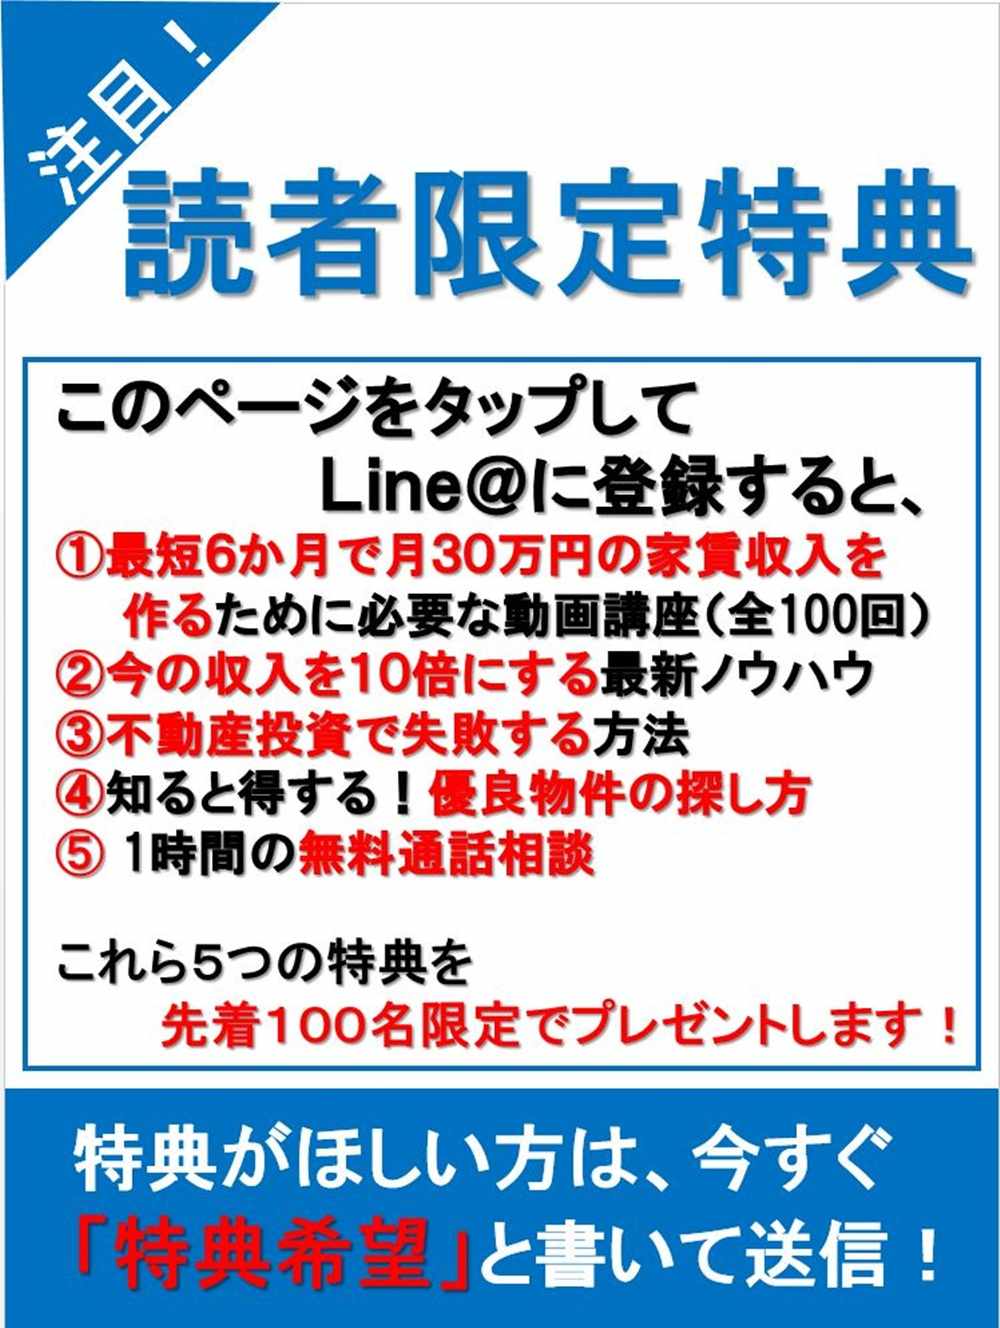 注目！
読者限定特典
このページをタップして
Line@に登録すると、
①最短6か月で月30万円の家賃収入を
作るために必要な動画講座（全100回）
②今の収入を10倍にする最新ノウハウ
③不動産投資で失敗する方法
④知ると得する！優良物件の探し方
⑤ 1時間の無料通話相談
これら５つの特典を
先着１００名限定でプレゼントします！
特典がほしい方は、今すぐ
「特典希望」と書いて送信！